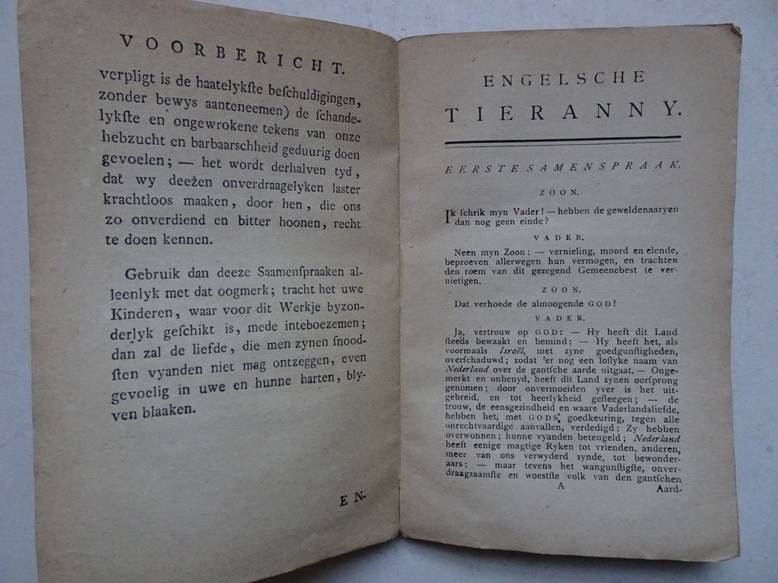 VOORBERICHT.
verpligt is de haatelykſte beſchuldigingen,
zonder bewys aanteneemen) de ſchande-
lykſte en ongewrokene tekens van onze
hebzucht en barbaarschheid geduurig doen
gevoelen; — het wordt derhalven tyd,
dat wy deezen onverdraagelyken laster
krachtloos maaken, door hen, die ons
zo onverdiend en bitter hoonen, recht
te doen kennen.
Gebruik dan deeze Saamenſpraaken al-
leenlyk met dat oogmerk; tracht het uwe
Kinderen, waar voor dit Werkje byzon-
derlyk geſchikt is, mede inteboezemen;
dan zal de liefde, die men zynen ſnood-
ſten vyanden niet mag ontzeggen, even
gevoelig in uwe en hunne harten, bly-
ven blaaken.
EN-
ENGELSCHE
TIERANNY.
EERSTE SAMENSPRAAK.
ZOON.
Ik ſchrik myn Vader! — hebben de geweldenaaryen
dan nog geen einde?
VADER.
Neen myn Zoon: — vernieling, moord en elende,
beproeven allerwegen hun vermogen, en trachten
den roem van dit gezegend Gemeenebest te ver-
nietigen.
ZOON.
Dat verhoede de almoogende GOD!
VADER.
Ja, vertrouw op GOD: — Hy heeft dit Land
ſteeds bewaakt en bemind; — Hy heeft het, als
voormaals Israël, met zyne goedgunſtigheden,
overſchaduwd; zodat 'er nog een loflyke naam van
Nederland over de gantſche aarde uitgaat. — Onge-
merkt en onbenyd, heeft dit Land zynen oorſprong
genomen: door onvermoeiden yver is het uit-
gebreid, en tot heerlykheid geſteegen; — de
trouw, de eensgezindheid en waare Vaderlandsliefde,
hebben het, met GODS, goedkeuring, tegen alle
onrechtvaardige aanvallen, verdedigd; Zy hebben
overwonnen; hunne vyanden beteugeld; Nederland
heeft eenige magtige Ryken tot vrienden, anderen,
meer van ons verwyderd zynde, tot bewonder-
aars; — maar tevens het wangunſtigſte, onver-
draagzaamſte en woestſte volk van den gantſchen
A Aard-